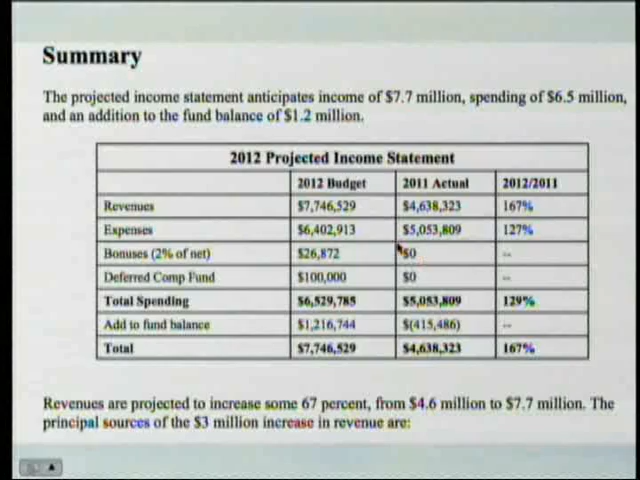 Summary
The projected income statement anticipates income of $7.7 million, spending of $6.5 million,
and an addition to the fund balance of $1.2 million.
2012 Projected Income Statement
2012 Budget 2011 Actual 2012/2011
Revenues $7,746,529 $4,638,323 167%
Expenses $6,402,913 $5,053,809 127%
Bonuses (2% of net) $26,872 $0 --
Deferred Comp Fund $100,000 $0 --
Total Spending $6,529,785 $5,053,809 129%
Add to fund balance $1,216,744 $(415,486) --
Total $7,746,529 $4,638,323 167%
Revenues are projected to increase some 67 percent, from $4.6 million to $7.7 million. The
principal sources of the $3 million increase in revenue are: